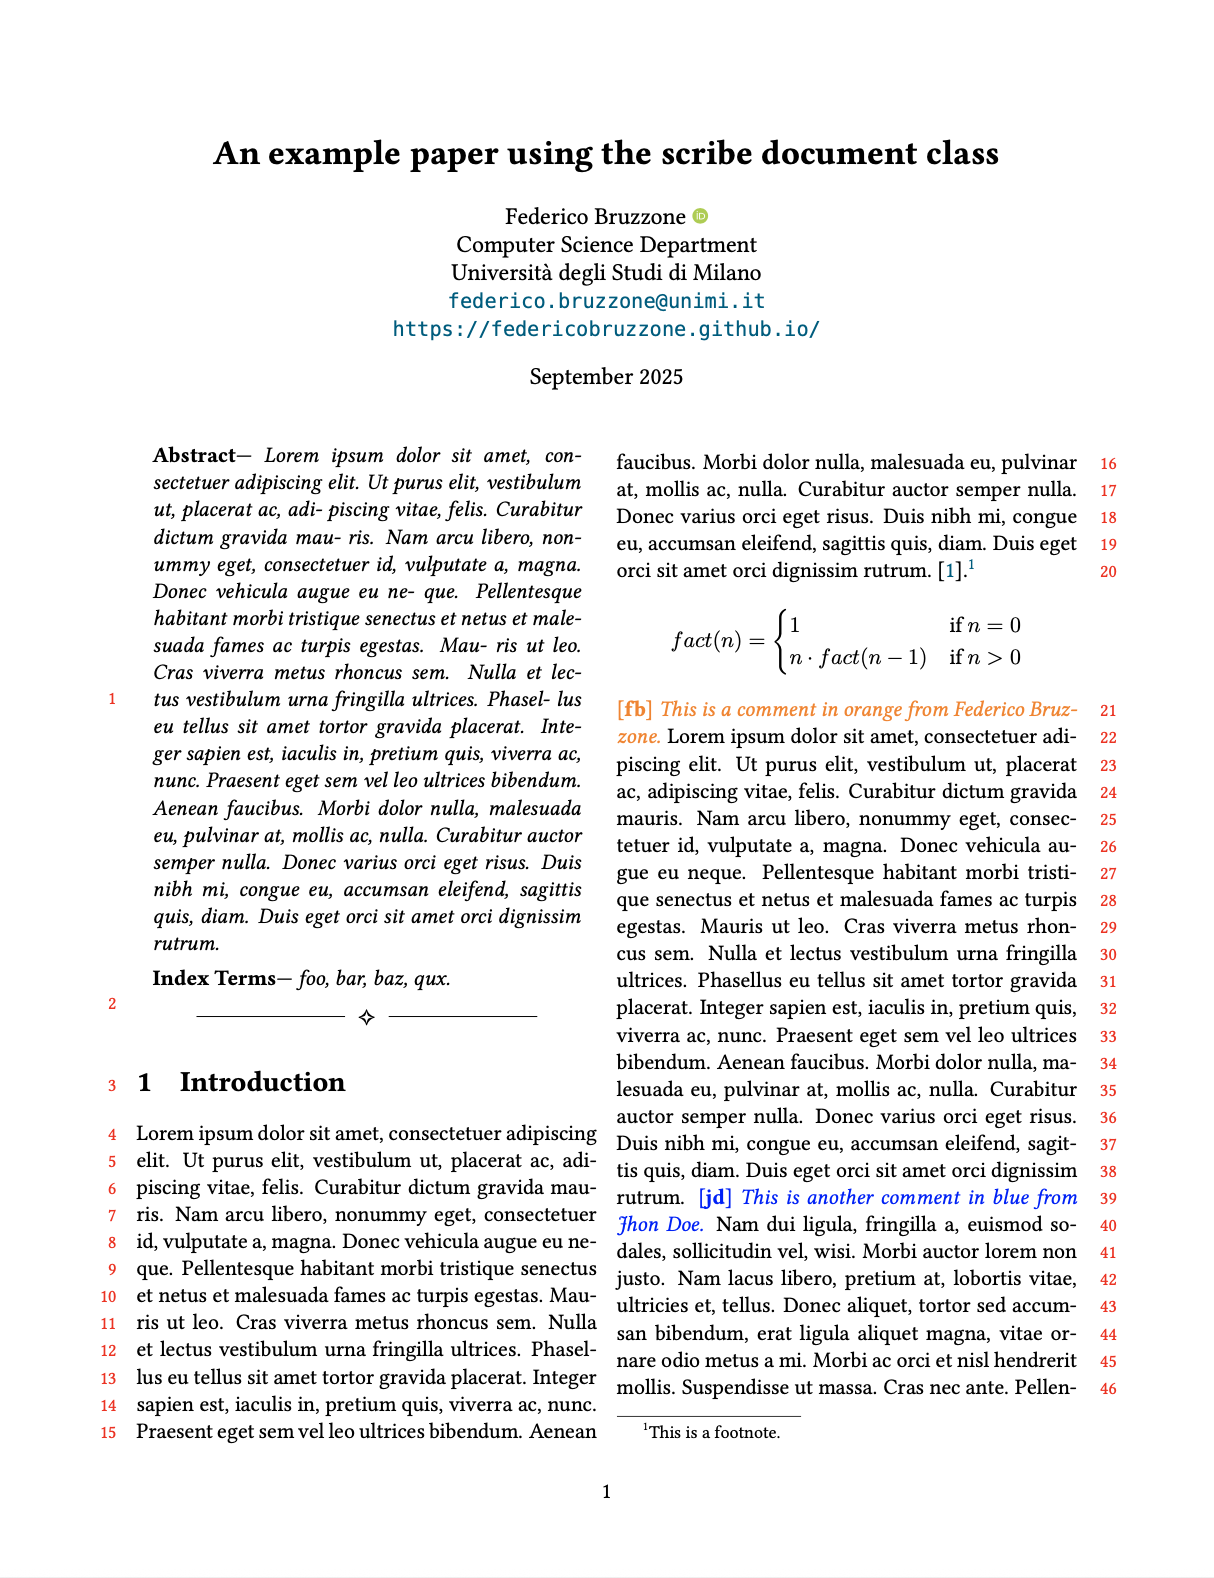 An example paper using the scribe document class
Federico Bruzzone iD
Computer Science Department
Università degli Studi di Milano
federico.bruzzone@unimi.it
https://federicobruzzone.github.io/
September 2025
Abstract— Lorem ipsum dolor sit amet, con-
sectetuer adipiscing elit. Ut purus elit, vestibulum
ut, placerat ac, adi- piscing vitae, felis. Curabitur
dictum gravida mau- ris. Nam arcu libero, non-
ummy eget, consectetuer id, vulputate a, magna.
Donec vehicula augue eu ne- que. Pellentesque
habitant morbi tristique senectus et netus et male-
suada fames ac turpis egestas. Mau- ris ut leo.
Cras viverra metus rhoncus sem. Nulla et lec-
1 tus vestibulum urna fringilla ultrices. Phasel- lus
eu tellus sit amet tortor gravida placerat. Inte-
ger sapien est, iaculis in, pretium quis, viverra ac,
nunc. Praesent eget sem vel leo ultrices bibendum.
Aenean faucibus. Morbi dolor nulla, malesuada
eu, pulvinar at, mollis ac, nulla. Curabitur auctor
semper nulla. Donec varius orci eget risus. Duis
nibh mi, congue eu, accumsan eleifend, sagittis
quis, diam. Duis eget orci sit amet orci dignissim
rutrum.
Index Terms— foo, bar, baz, qux.
2
3 1 Introduction
4 Lorem ipsum dolor sit amet, consectetuer adipiscing
5 elit. Ut purus elit, vestibulum ut, placerat ac, adi-
6 piscing vitae, felis. Curabitur dictum gravida mau-
7 ris. Nam arcu libero, nonummy eget, consectetuer
8 id, vulputate a, magna. Donec vehicula augue eu ne-
9 que. Pellentesque habitant morbi tristique senectus
10 et netus et malesuada fames ac turpis egestas. Mau-
11 ris ut leo. Cras viverra metus rhoncus sem. Nulla
12 et lectus vestibulum urna fringilla ultrices. Phasel-
13 lus eu tellus sit amet tortor gravida placerat. Integer
14 sapien est, iaculis in, pretium quis, viverra ac, nunc.
15 Praesent eget sem vel leo ultrices bibendum. Aenean
faucibus. Morbi dolor nulla, malesuada eu, pulvinar 16
at, mollis ac, nulla. Curabitur auctor semper nulla. 17
Donec varius orci eget risus. Duis nibh mi, congue 18
eu, accumsan eleifend, sagittis quis, diam. Duis eget 19
orci sit amet orci dignissim rutrum. [1].¹ 20
fact(n) = { 1 if n = 0
n · fact(n − 1) if n > 0
[fb] This is a comment in orange from Federico Bruz- 21
zone. Lorem ipsum dolor sit amet, consectetuer adi- 22
piscing elit. Ut purus elit, vestibulum ut, placerat 23
ac, adipiscing vitae, felis. Curabitur dictum gravida 24
mauris. Nam arcu libero, nonummy eget, consec- 25
tetuer id, vulputate a, magna. Donec vehicula au- 26
gue eu neque. Pellentesque habitant morbi tristi- 27
que senectus et netus et malesuada fames ac turpis 28
egestas. Mauris ut leo. Cras viverra metus rhon- 29
cus sem. Nulla et lectus vestibulum urna fringilla 30
ultrices. Phasellus eu tellus sit amet tortor gravida 31
placerat. Integer sapien est, iaculis in, pretium quis, 32
viverra ac, nunc. Praesent eget sem vel leo ultrices 33
bibendum. Aenean faucibus. Morbi dolor nulla, ma- 34
lesuada eu, pulvinar at, mollis ac, nulla. Curabitur 35
auctor semper nulla. Donec varius orci eget risus. 36
Duis nibh mi, congue eu, accumsan eleifend, sagit- 37
tis quis, diam. Duis eget orci sit amet orci dignissim 38
rutrum. [jd] This is another comment in blue from 39
Jhon Doe. Nam dui ligula, fringilla a, euismod so- 40
dales, sollicitudin vel, wisi. Morbi auctor lorem non 41
justo. Nam lacus libero, pretium at, lobortis vitae, 42
ultricies et, tellus. Donec aliquet, tortor sed accum- 43
san bibendum, erat ligula aliquet magna, vitae or- 44
nare odio metus a mi. Morbi ac orci et nisl hendrerit 45
mollis. Suspendisse ut massa. Cras nec ante. Pellen- 46
¹This is a footnote.
1